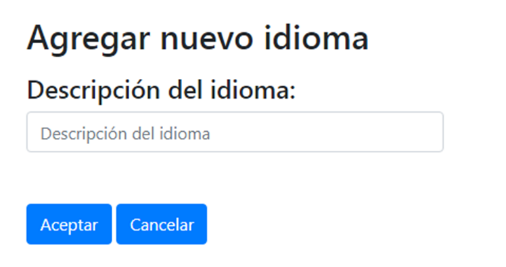 Agregar nuevo idioma
Descripción del idioma:
Descripción del idioma
Aceptar Cancelar